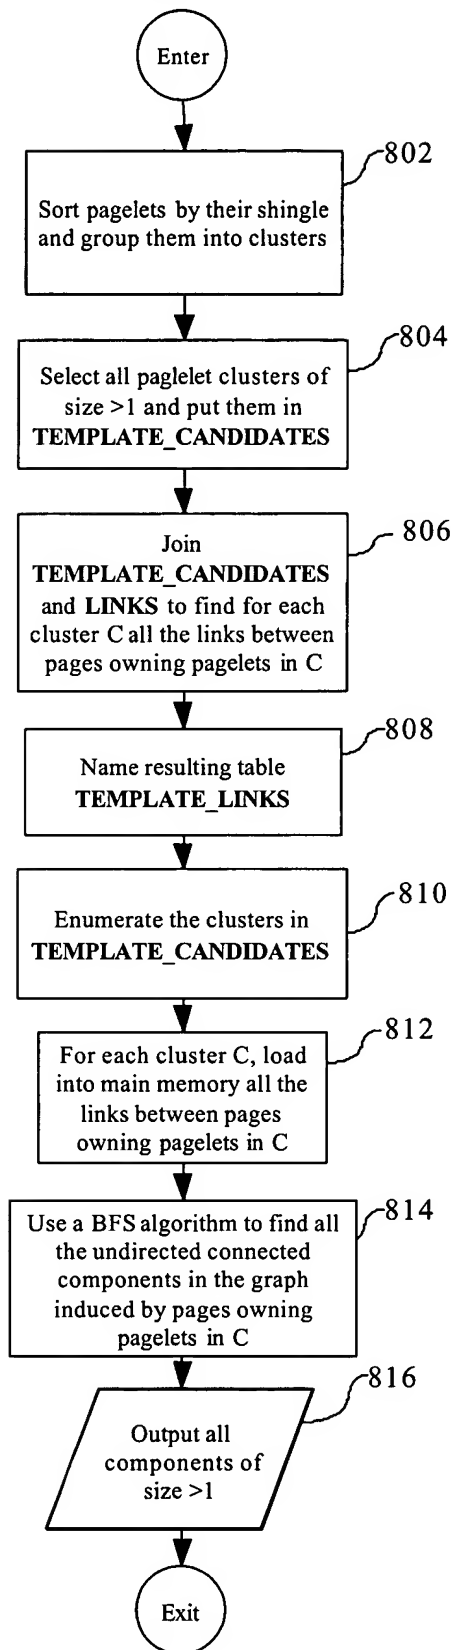 Enter
802
Sort pagelets by their shingle
and group them into clusters
804
Select all paglelet clusters of
size >1 and put them in
TEMPLATE_CANDIDATES
806
Join
TEMPLATE_CANDIDATES
and LINKS to find for each
cluster C all the links between
pages owning pagelets in C
808
Name resulting table
TEMPLATE_LINKS
810
Enumerate the clusters in
TEMPLATE_CANDIDATES
812
For each cluster C, load
into main memory all the
links between pages
owning pagelets in C
814
Use a BFS algorithm to find all
the undirected connected
components in the graph
induced by pages owning
pagelets in C
816
Output all
components of
size >1
Exit